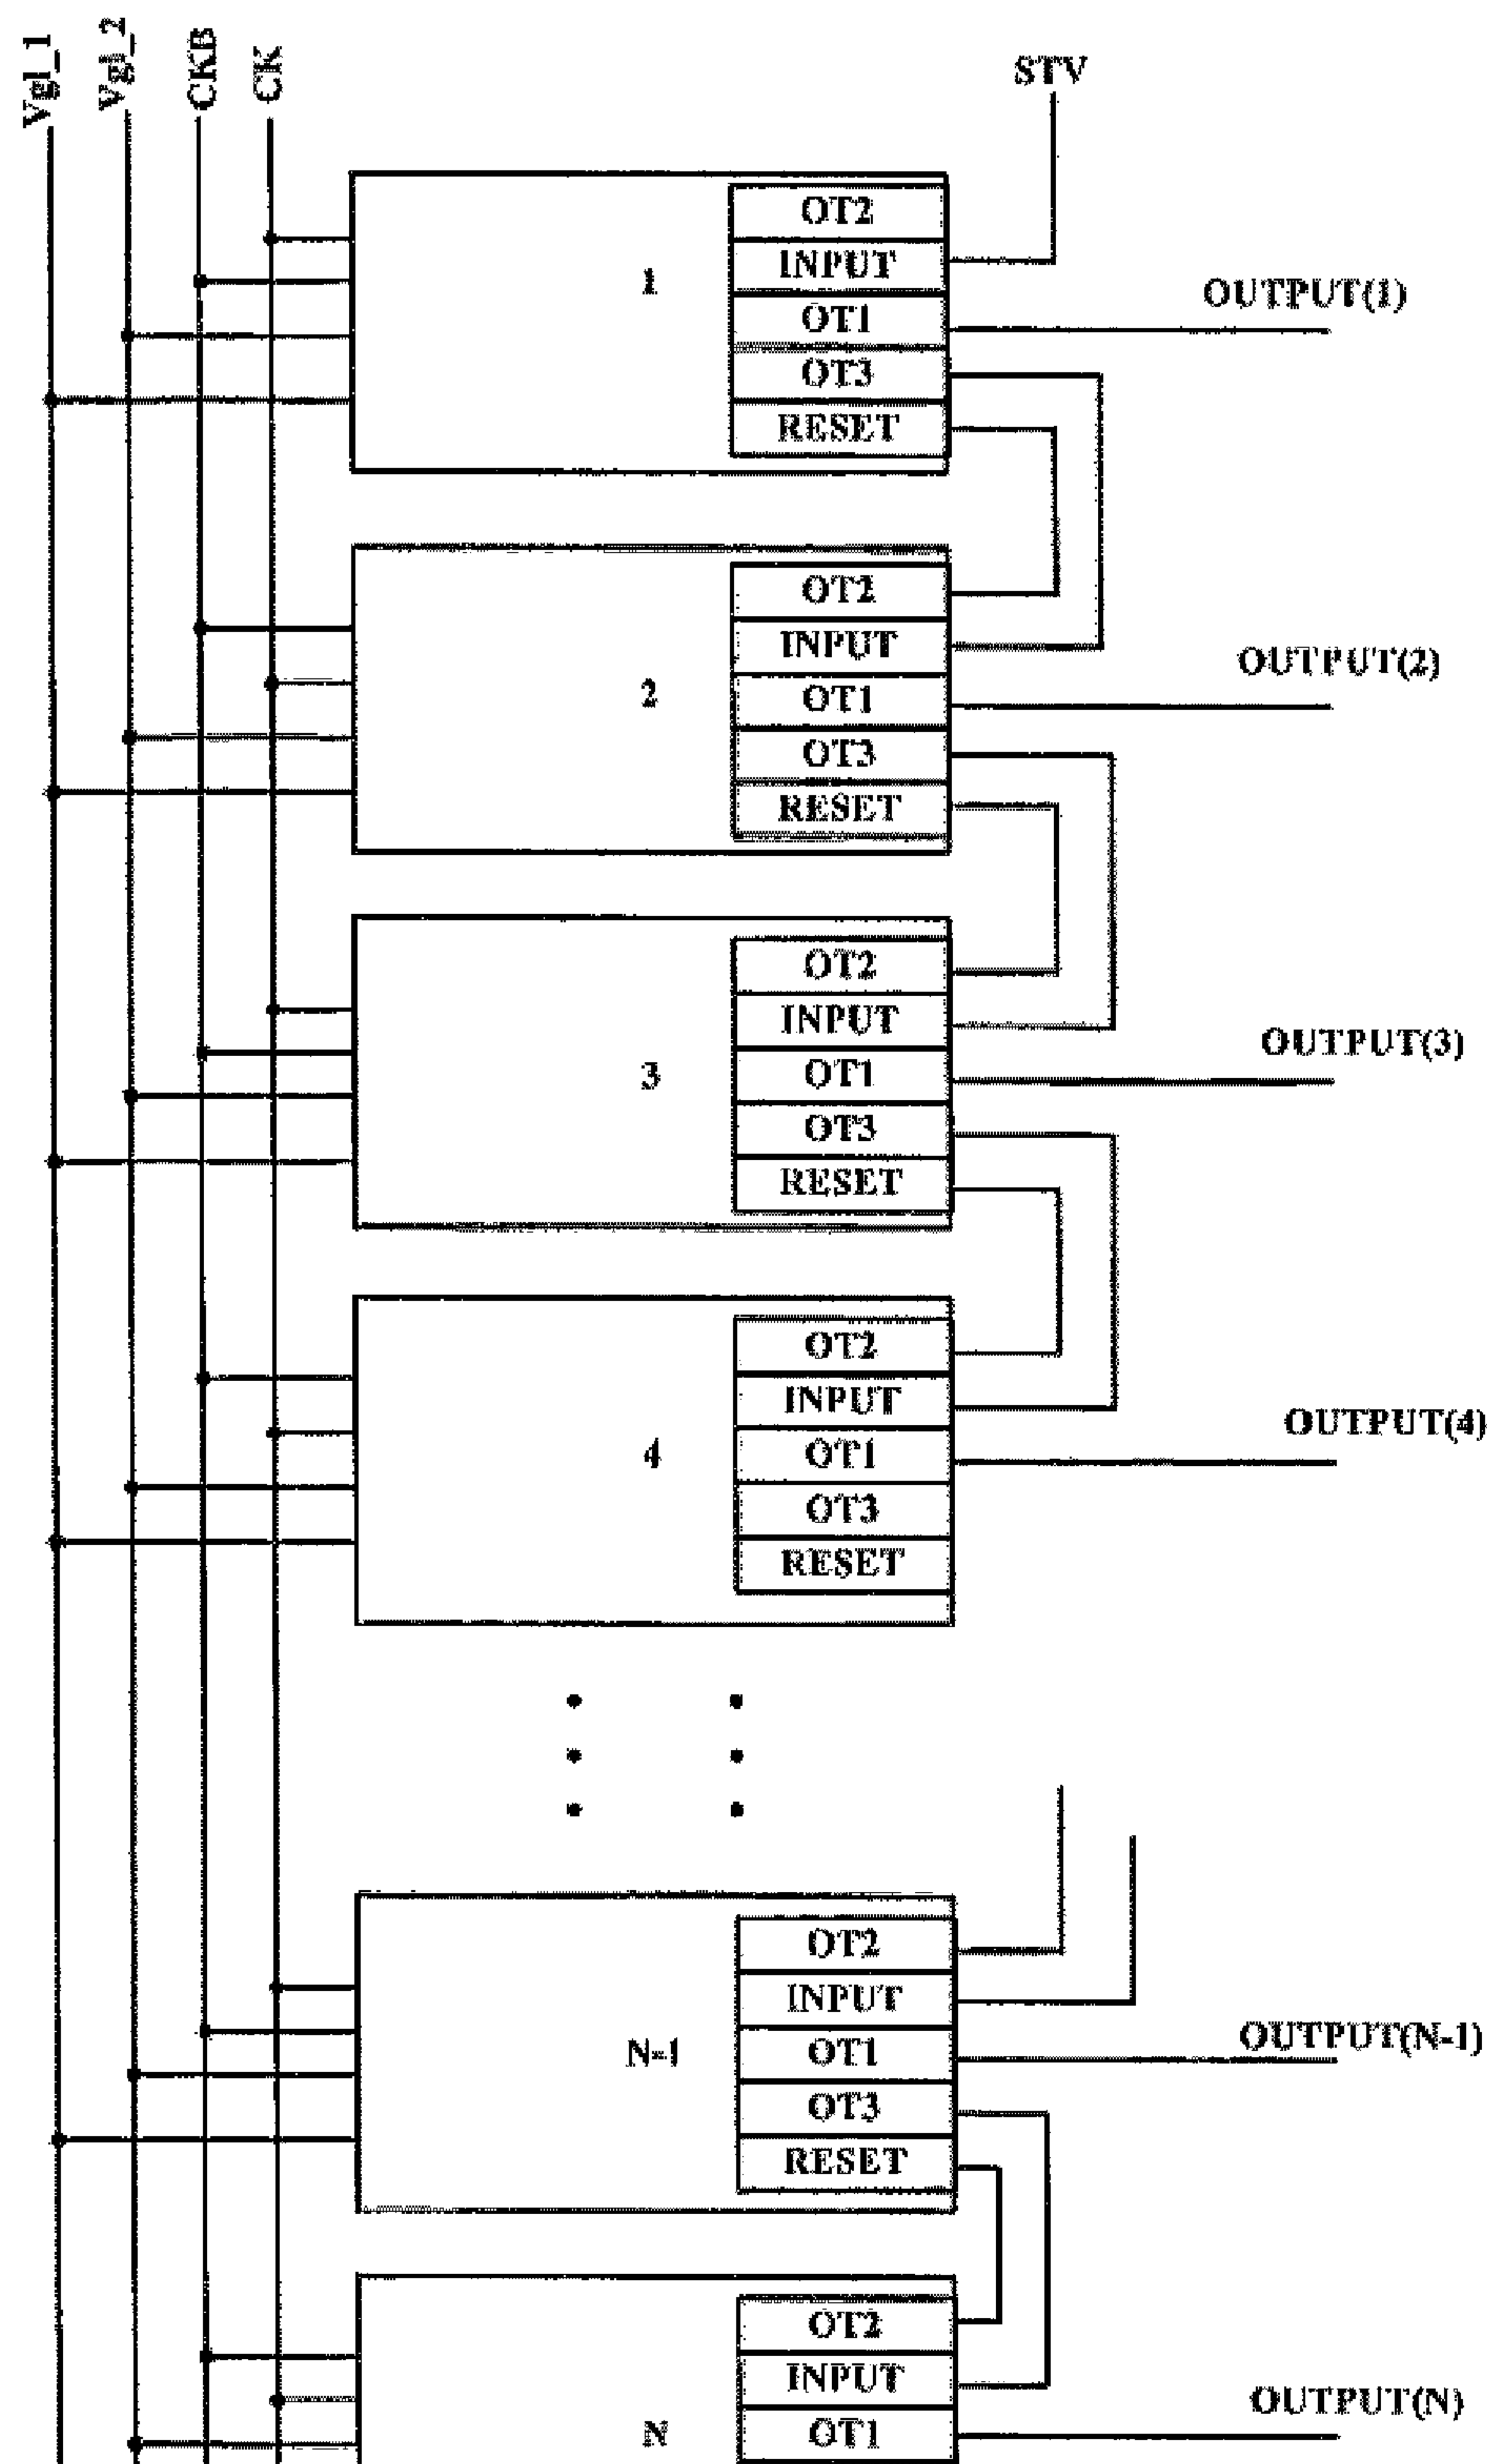 Vgl_1
Vgl_2
CKB
CK
STV
1
OT2
INPUT
OT1
OT3
RESET
OUTPUT(1)
2
OT2
INPUT
OT1
OT3
RESET
OUTPUT(2)
3
OT2
INPUT
OT1
OT3
RESET
OUTPUT(3)
4
OT2
INPUT
OT1
OT3
RESET
OUTPUT(4)
N-1
OT2
INPUT
OT1
OT3
RESET
OUTPUT(N-1)
N
OT2
INPUT
OT1
OUTPUT(N)